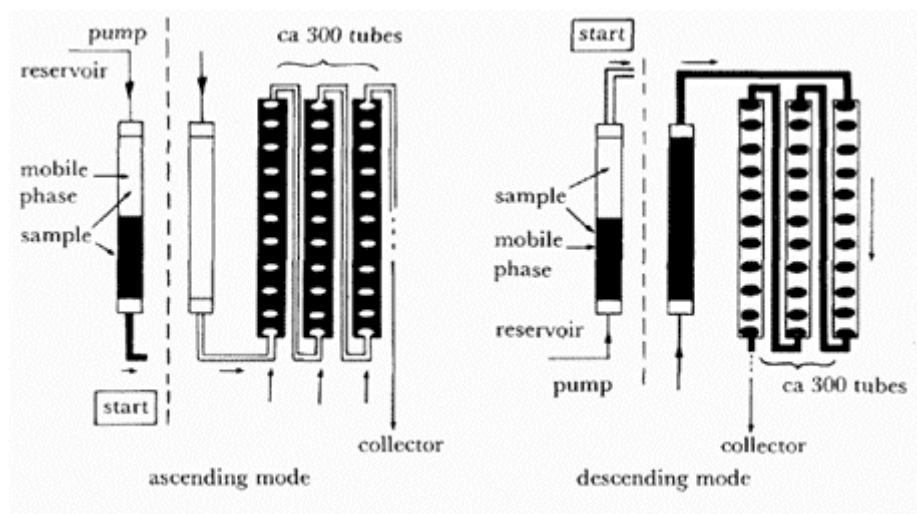 pump
reservoir
ca 300 tubes
mobile
phase
sample
start
collector
ascending mode
start
sample
mobile
phase
reservoir
pump
ca 300 tubes
collector
descending mode